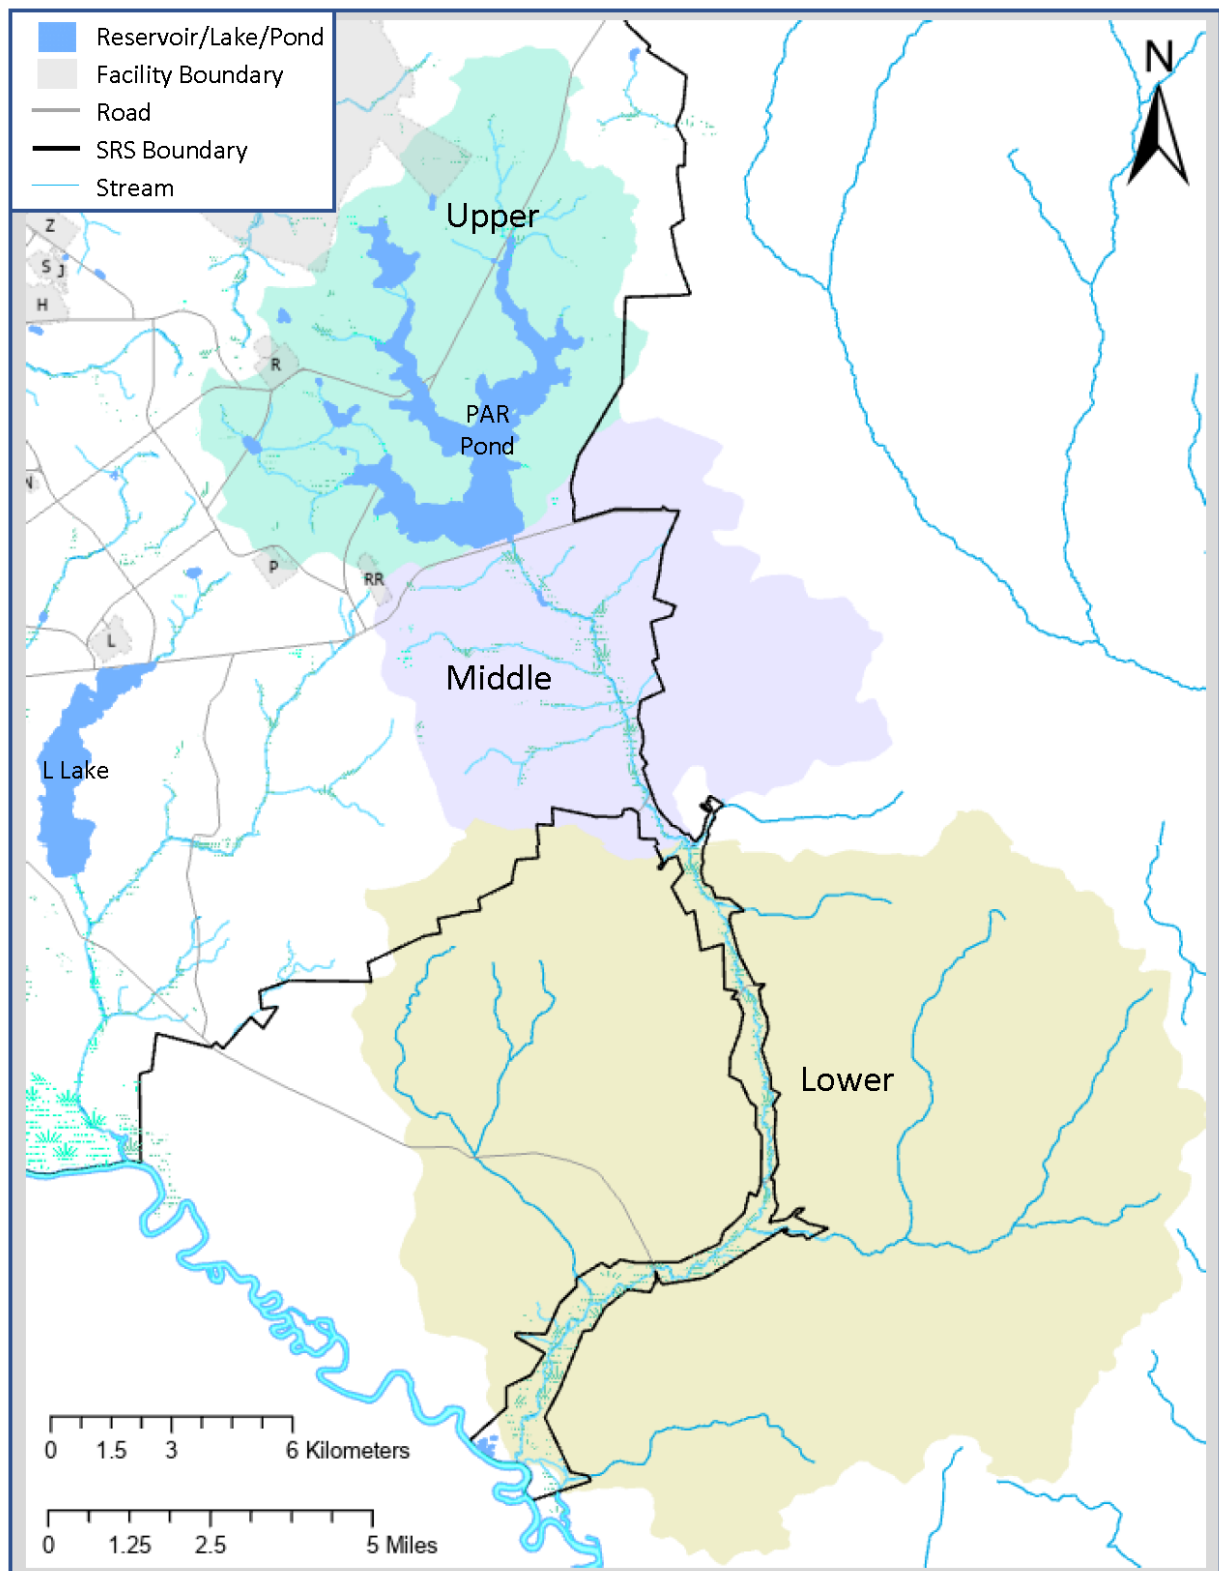 Reservoir/Lake/Pond
Facility Boundary
Road
SRS Boundary
Stream
N
Upper
Z
S J
H
R
PAR
Pond
N
P
RR
L
Middle
L Lake
Lower
0 1.5 3 6 Kilometers
0 1.25 2.5 5 Miles